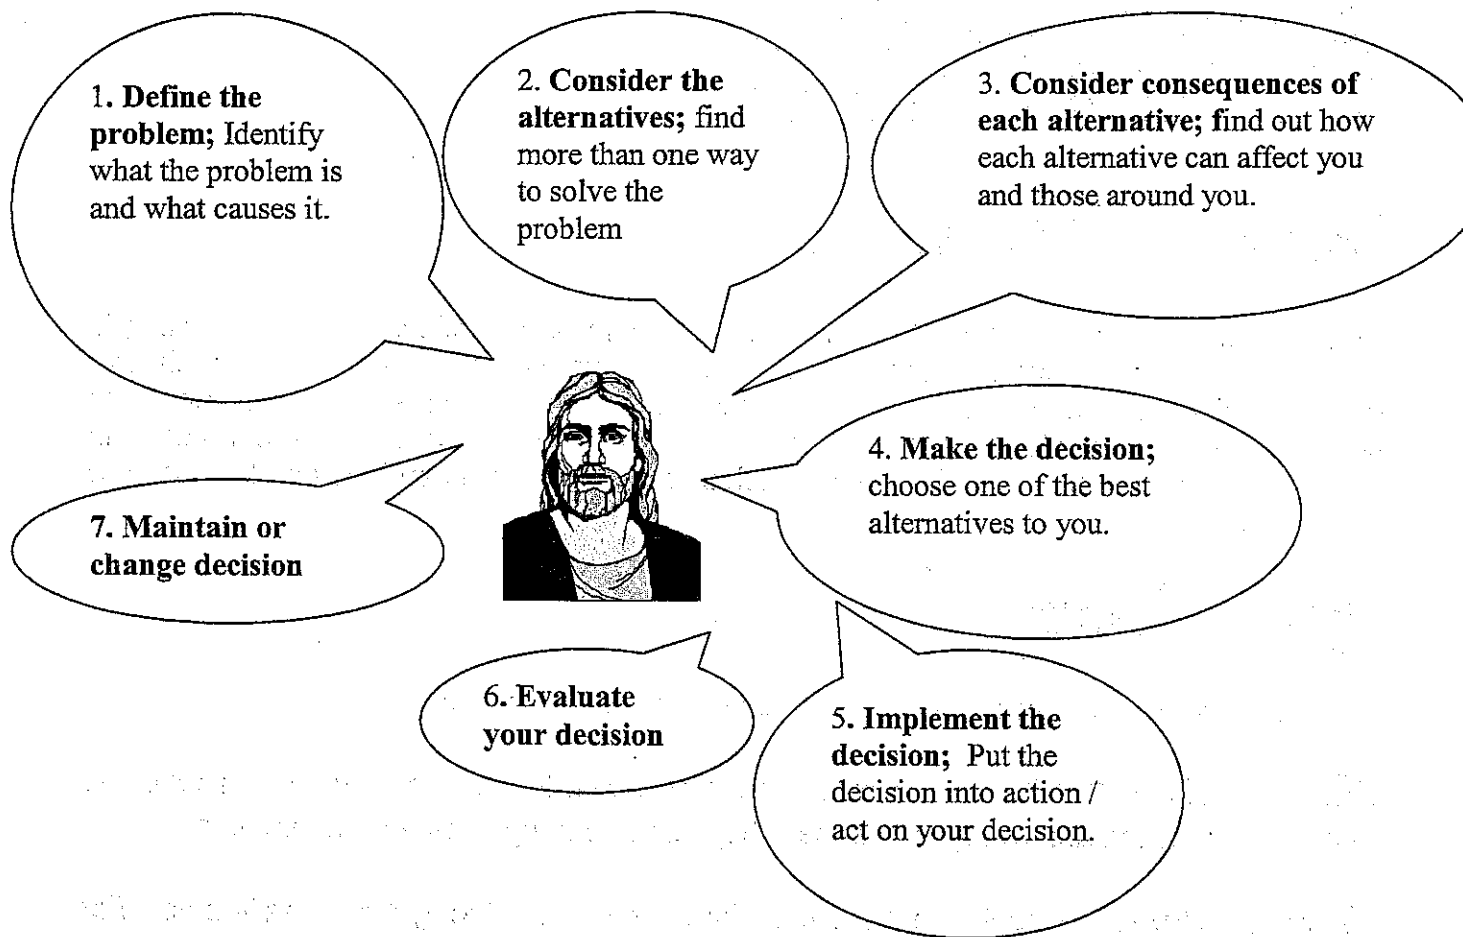 1. Define the
problem; Identify
what the problem is
and what causes it.
2. Consider the
alternatives; find
more than one way
to solve the
problem
3. Consider consequences of
each alternative; find out how
each alternative can affect you
and those around you.
4. Make the decision;
choose one of the best
alternatives to you.
5. Implement the
decision; Put the
decision into action /
act on your decision.
6. Evaluate
your decision
7. Maintain or
change decision